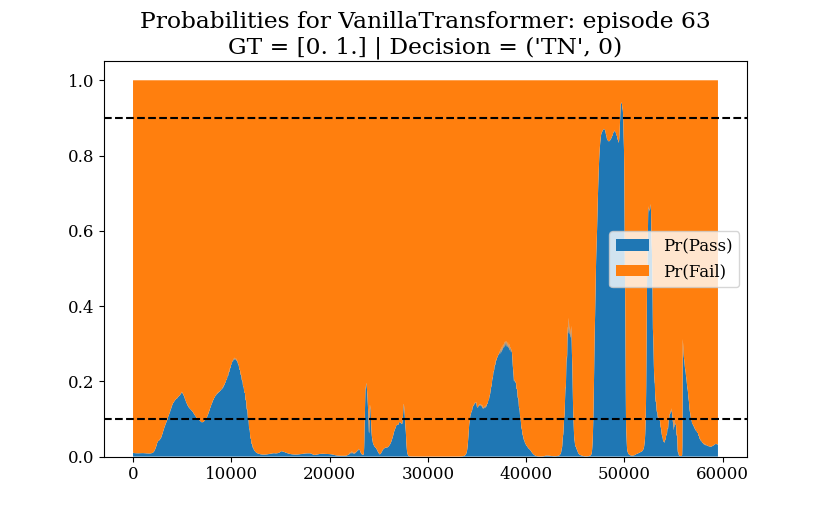 Probabilities for VanillaTransformer: episode 63
GT = [0. 1.] | Decision = ('TN', 0)
1.0
0.8
0.6
0.4
0.2
0.0
Pr(Pass)
Pr(Fail)
0 10000 20000 30000 40000 50000 60000